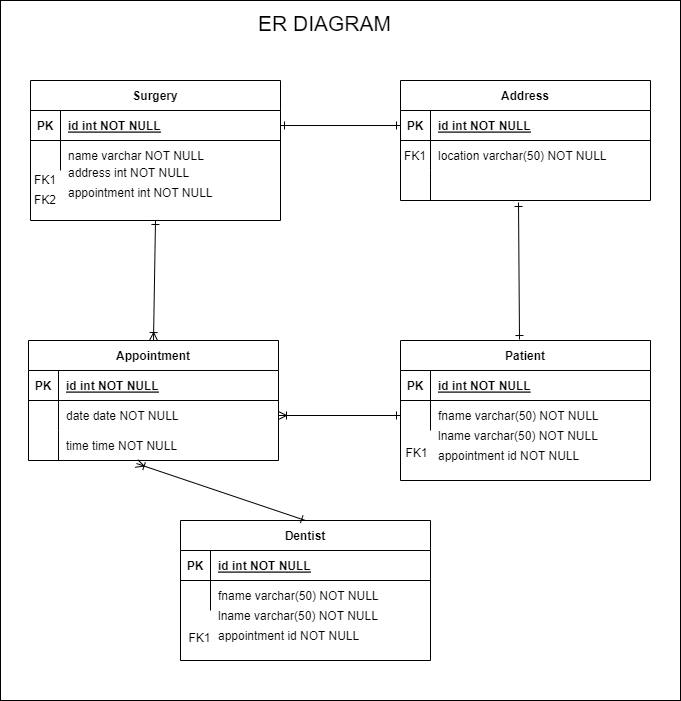 ER DIAGRAM
Surgery
PK id int NOT NULL
name varchar NOT NULL
FK1 address int NOT NULL
FK2 appointment int NOT NULL
Address
PK id int NOT NULL
FK1 location varchar(50) NOT NULL
Appointment
PK id int NOT NULL
date date NOT NULL
time time NOT NULL
Patient
PK id int NOT NULL
fname varchar(50) NOT NULL
lname varchar(50) NOT NULL
FK1 appointment id NOT NULL
Dentist
PK id int NOT NULL
fname varchar(50) NOT NULL
lname varchar(50) NOT NULL
FK1 appointment id NOT NULL